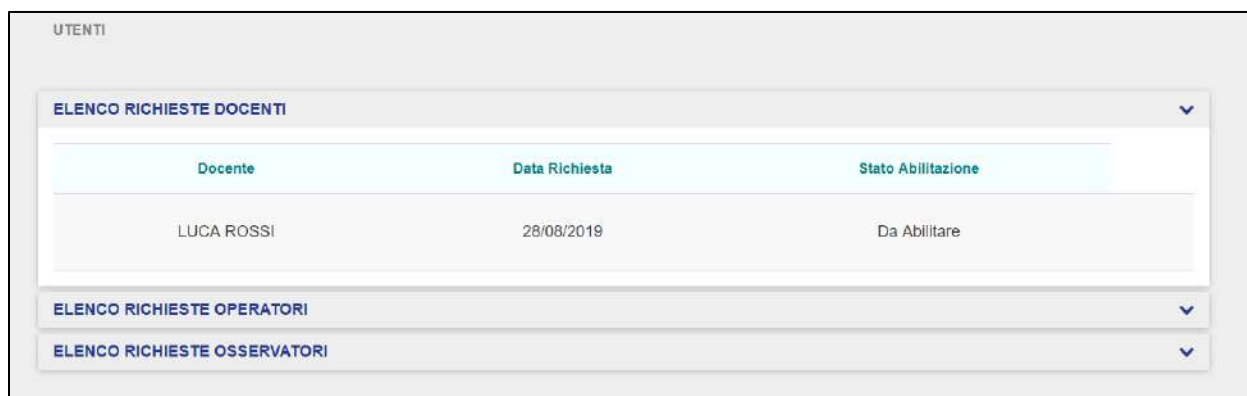 UTENTI
ELENCO RICHIESTE DOCENTI
Docente Data Richiesta Stato Abilitazione
LUCA ROSSI 28/08/2019 Da Abilitare
ELENCO RICHIESTE OPERATORI
ELENCO RICHIESTE OSSERVATORI